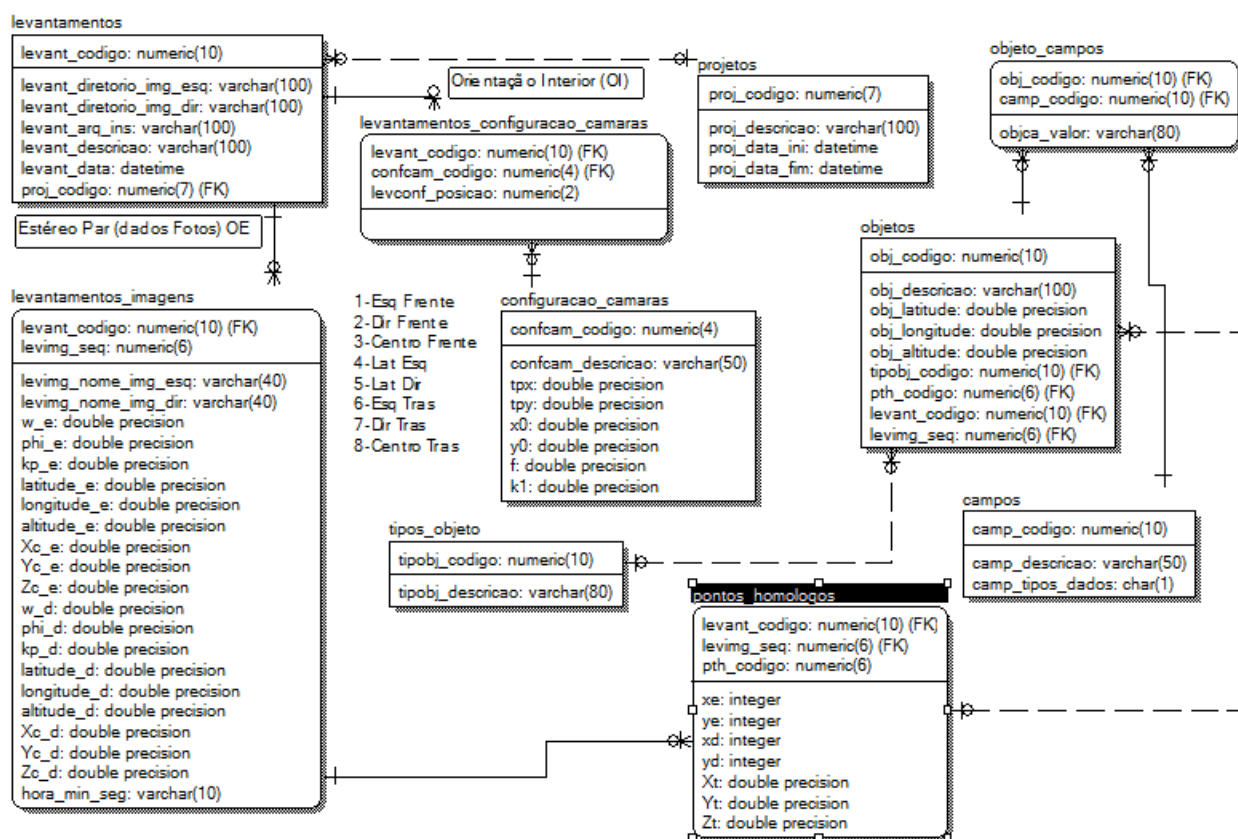 levantamentos
levant_codigo: numeric(10)
levant_diretorio_img_esq: varchar(100)
levant_diretorio_img_dir: varchar(100)
levant_arq_ins: varchar(100)
levant_descricao: varchar(100)
levant_data: datetime
proj_codigo: numeric(7) (FK)
Orientação Interior (OI)
projetos
proj_codigo: numeric(7)
proj_descricao: varchar(100)
proj_data_ini: datetime
proj_data_fim: datetime
objeto_campos
obj_codigo: numeric(10) (FK)
camp_codigo: numeric(10) (FK)
objca_valor: varchar(80)
levantamentos_configuracao_camaras
levant_codigo: numeric(10) (FK)
confcam_codigo: numeric(4) (FK)
levconf_posicao: numeric(2)
Estéreo Par (dados Fotos) OE
objetos
obj_codigo: numeric(10)
obj_descricao: varchar(100)
obj_latitude: double precision
obj_longitude: double precision
obj_altitude: double precision
tipobj_codigo: numeric(10) (FK)
pth_codigo: numeric(6) (FK)
levant_codigo: numeric(10) (FK)
levimg_seq: numeric(6) (FK)
levantamentos_imagens
levant_codigo: numeric(10) (FK)
levimg_seq: numeric(6)
levimg_nome_img_esq: varchar(40)
levimg_nome_img_dir: varchar(40)
w_e: double precision
phi_e: double precision
kp_e: double precision
latitude_e: double precision
longitude_e: double precision
altitude_e: double precision
Xc_e: double precision
Yc_e: double precision
Zc_e: double precision
w_d: double precision
phi_d: double precision
kp_d: double precision
latitude_d: double precision
longitude_d: double precision
altitude_d: double precision
Xc_d: double precision
Yc_d: double precision
Zc_d: double precision
hora_min_seg: varchar(10)
1-Esq Frente
2-Dir Frente
3-Centro Frente
4-Lat Esq
5-Lat Dir
6-Esq Tras
7-Dir Tras
8-Centro Tras
configuracao_camaras
confcam_codigo: numeric(4)
confcam_descricao: varchar(50)
tpx: double precision
tpy: double precision
x0: double precision
y0: double precision
f: double precision
k1: double precision
campos
camp_codigo: numeric(10)
camp_descricao: varchar(50)
camp_tipos_dados: char(1)
tipos_objeto
tipobj_codigo: numeric(10)
tipobj_descricao: varchar(80)
pontos_homologos
levant_codigo: numeric(10) (FK)
levimg_seq: numeric(6) (FK)
pth_codigo: numeric(6)
xe: integer
ye: integer
xd: integer
yd: integer
Xt: double precision
Yt: double precision
Zt: double precision